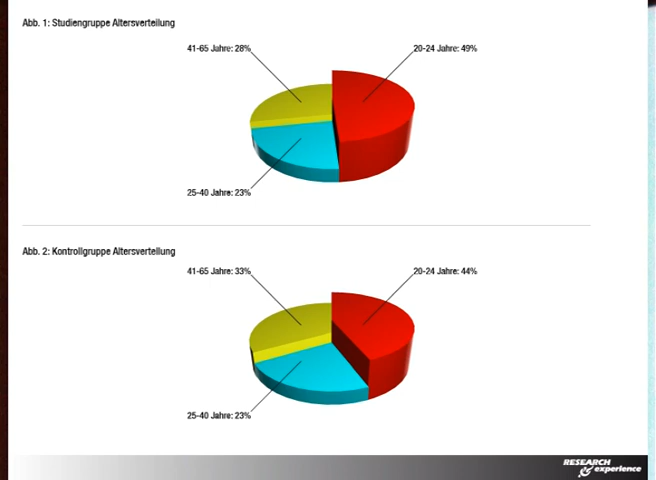 Abb. 1: Studiengruppe Altersverteilung
41-65 Jahre: 28%
20-24 Jahre: 49%
25-40 Jahre: 23%
Abb. 2: Kontrollgruppe Altersverteilung
41-65 Jahre: 33%
20-24 Jahre: 44%
25-40 Jahre: 23%
RESEARCH
& experience